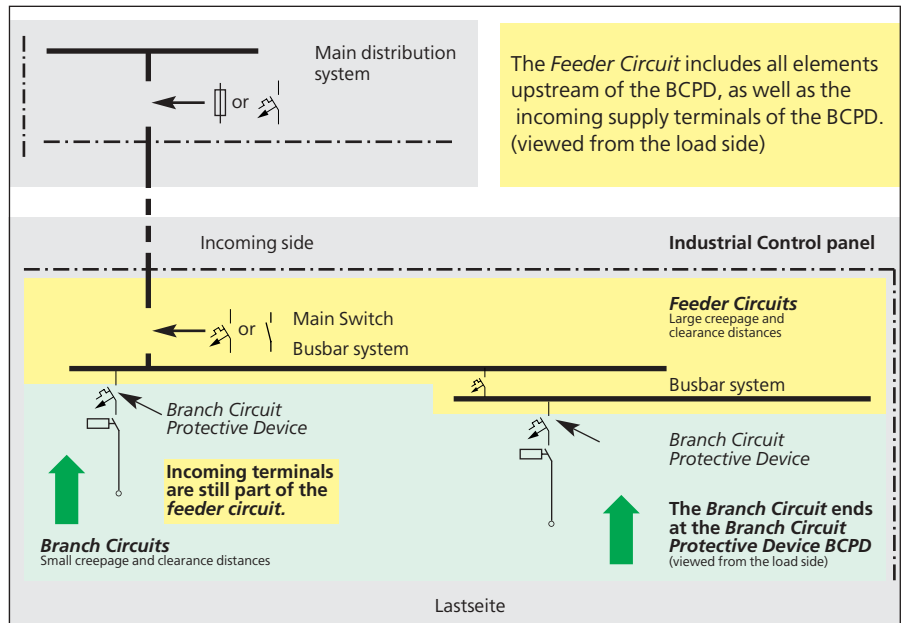 Main distribution
system
or
The Feeder Circuit includes all elements
upstream of the BCPD, as well as the
incoming supply terminals of the BCPD.
(viewed from the load side)
Incoming side
Industrial Control panel
Feeder Circuits
Large creepage and
clearance distances
or
Main Switch
Busbar system
Busbar system
Branch Circuit
Protective Device
Branch Circuit
Protective Device
Incoming terminals
are still part of the
feeder circuit.
Branch Circuits
Small creepage and clearance distances
The Branch Circuit ends
at the Branch Circuit
Protective Device BCPD
(viewed from the load side)
Lastseite